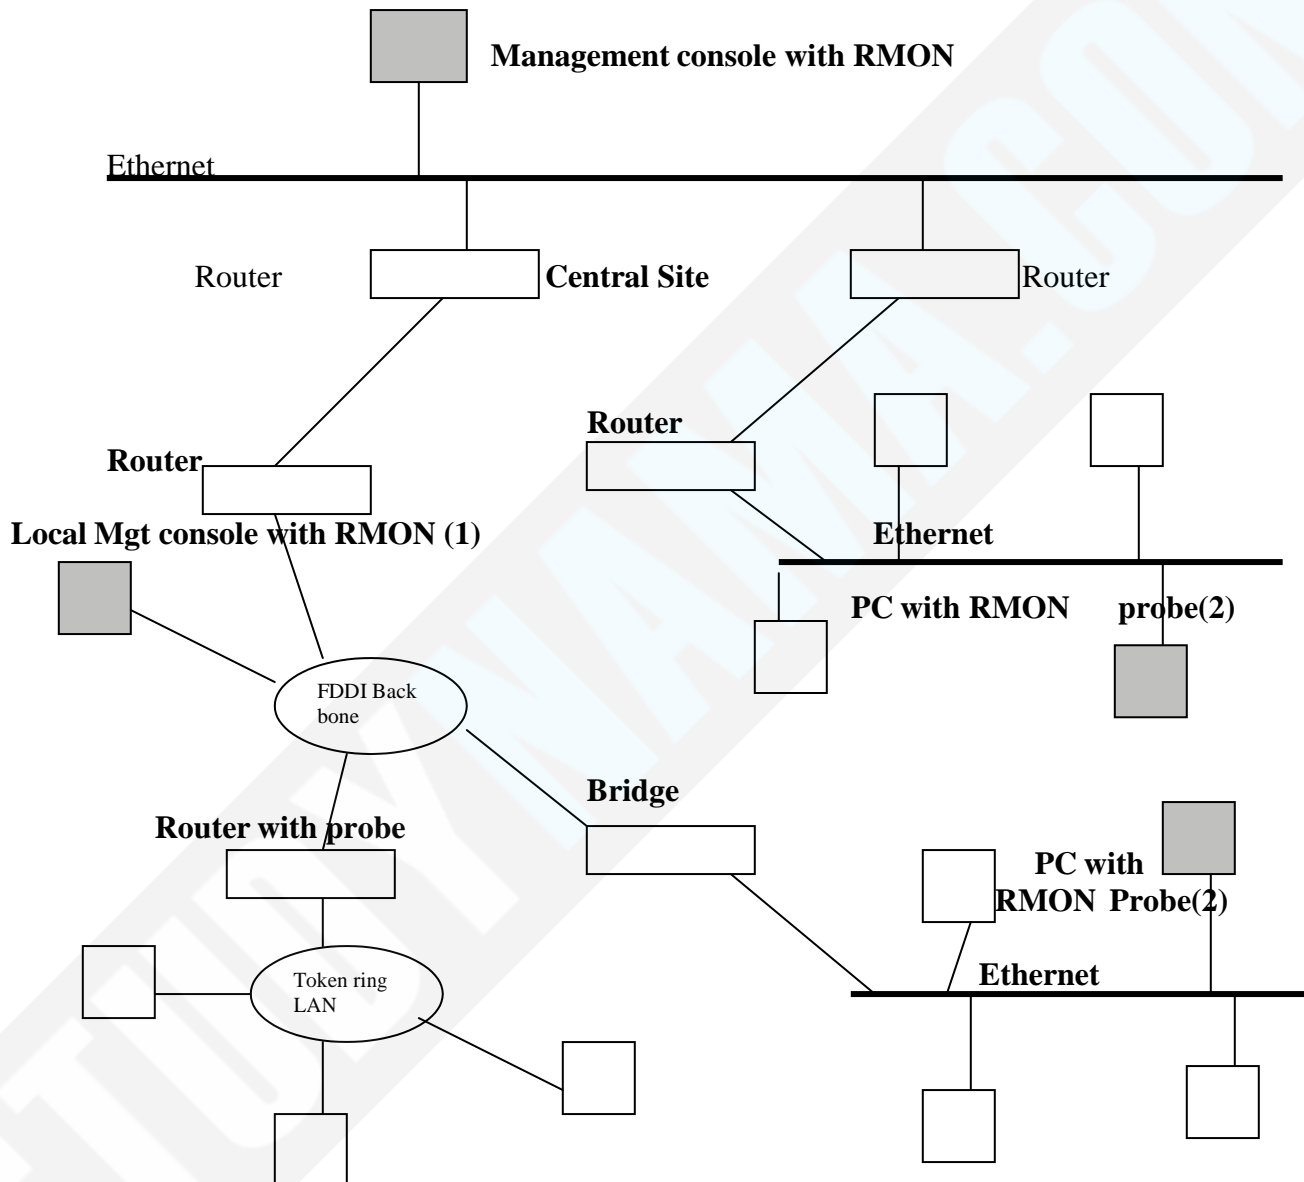 Management console with RMON
Ethernet
Router
Central Site
Router
Router
Router
Local Mgt console with RMON (1)
Ethernet
PC with RMON probe(2)
FDDI Back
bone
Bridge
Router with probe
PC with
RMON Probe(2)
Ethernet
Token ring
LAN